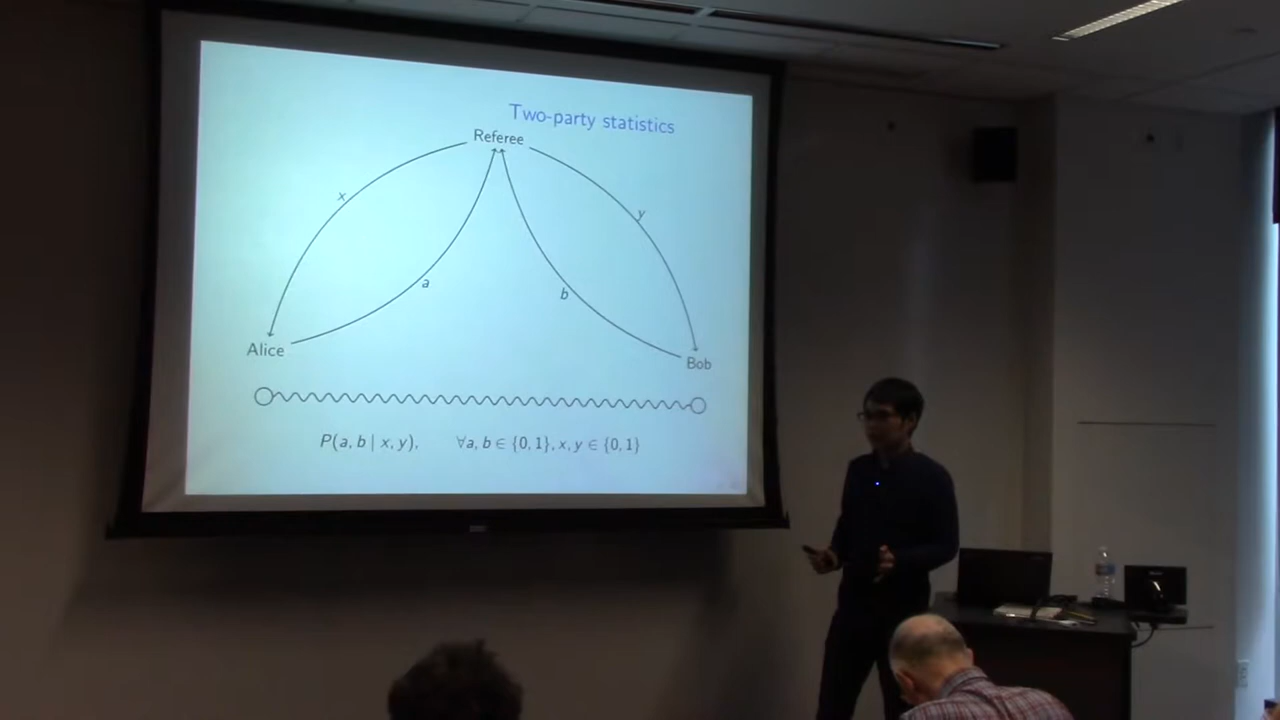 Two-party statistics
Referee
x
y
a
b
Alice
Bob
P(a, b | x, y), ∀a, b ∈ {0, 1}, x, y ∈ {0, 1}